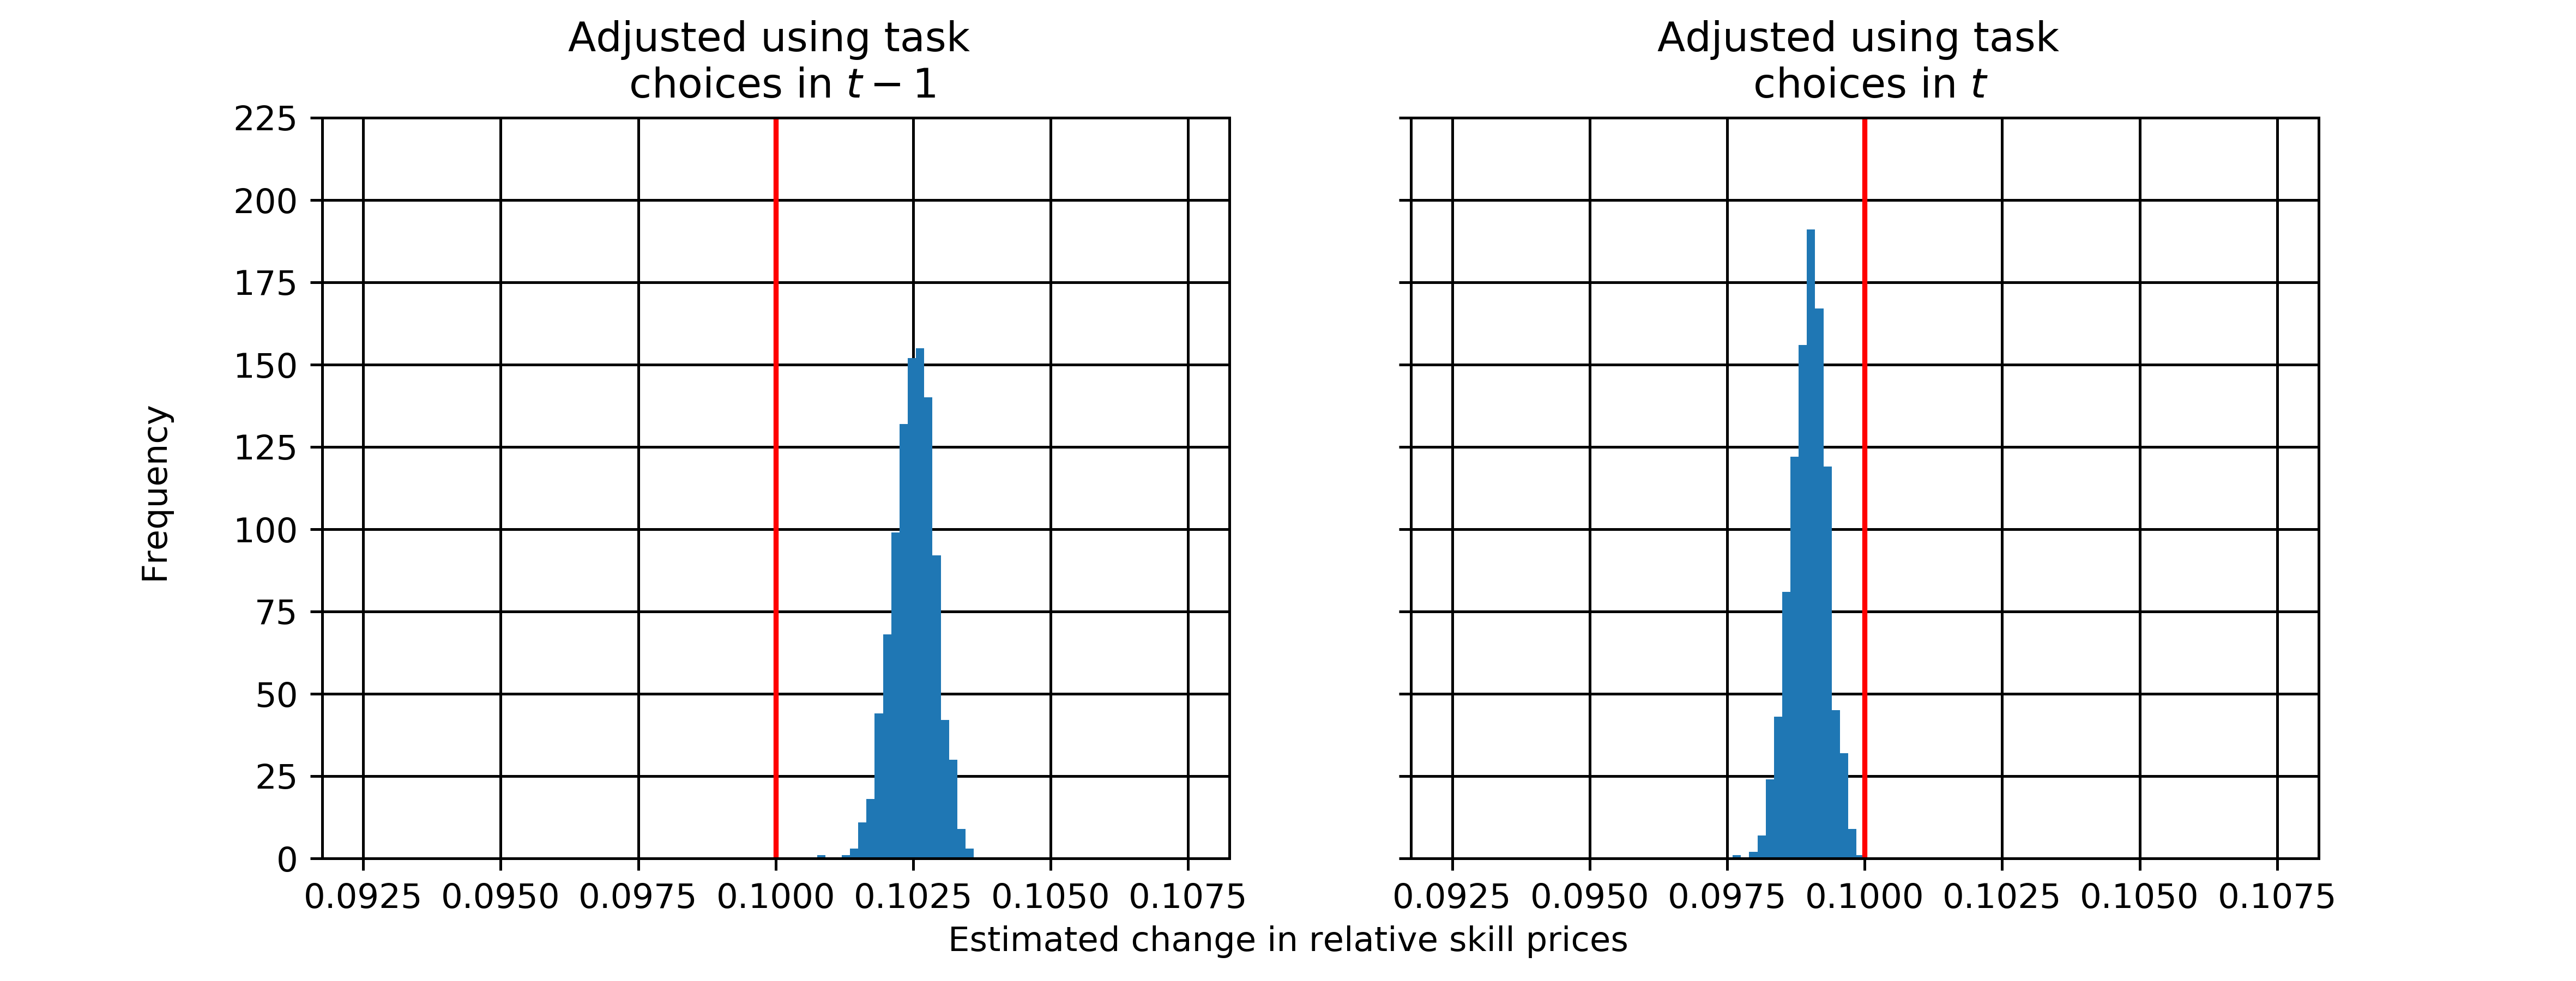 Adjusted using task
choices in t − 1
Adjusted using task
choices in t
225
200
175
150
125
100
75
50
25
0
Frequency
0.0925 0.0950 0.0975 0.1000 0.1025 0.1050 0.1075
0.0925 0.0950 0.0975 0.1000 0.1025 0.1050 0.1075
Estimated change in relative skill prices